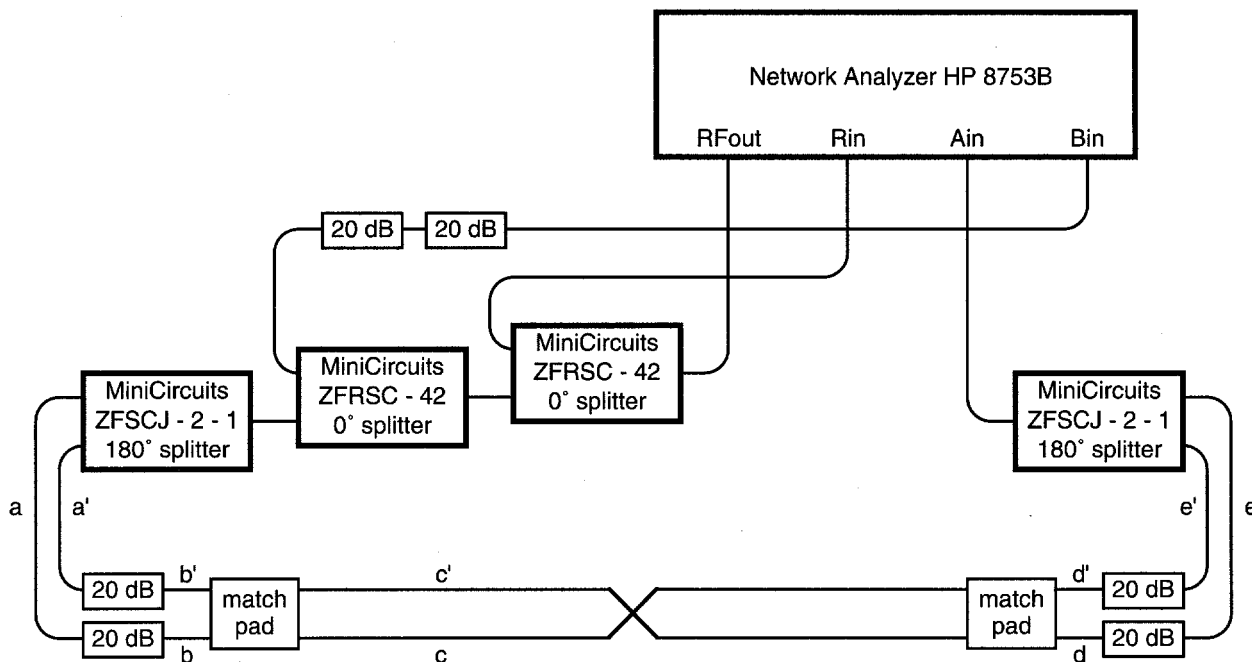 Network Analyzer HP 8753B
RFout Rin Ain Bin
20 dB 20 dB
MiniCircuits
ZFRSC - 42
0˚ splitter
MiniCircuits
ZFRSC - 42
0˚ splitter
MiniCircuits
ZFSCJ - 2 - 1
180˚ splitter
MiniCircuits
ZFSCJ - 2 - 1
180˚ splitter
a a' e' e
20 dB b' c' d' 20 dB
match
pad
match
pad
20 dB b c d 20 dB